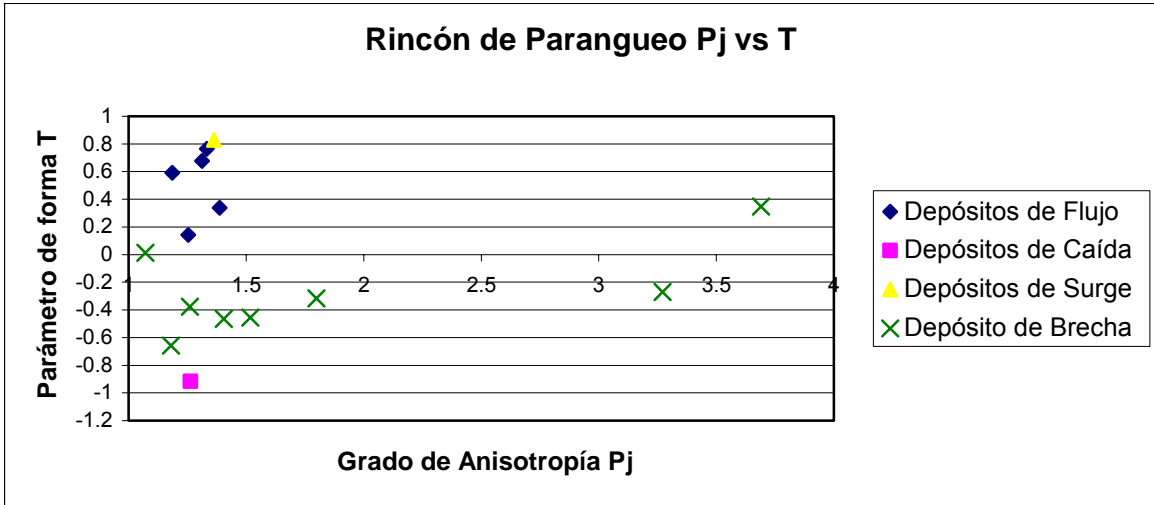 Rincón de Parangueo Pj vs T
Parámetro de forma T
1
0.8
0.6
0.4
0.2
0
-0.2
-0.4
-0.6
-0.8
-1
-1.2
1 1.5 2 2.5 3 3.5 4
Grado de Anisotropía Pj
Depósitos de Flujo
Depósitos de Caída
Depósitos de Surge
Depósito de Brecha